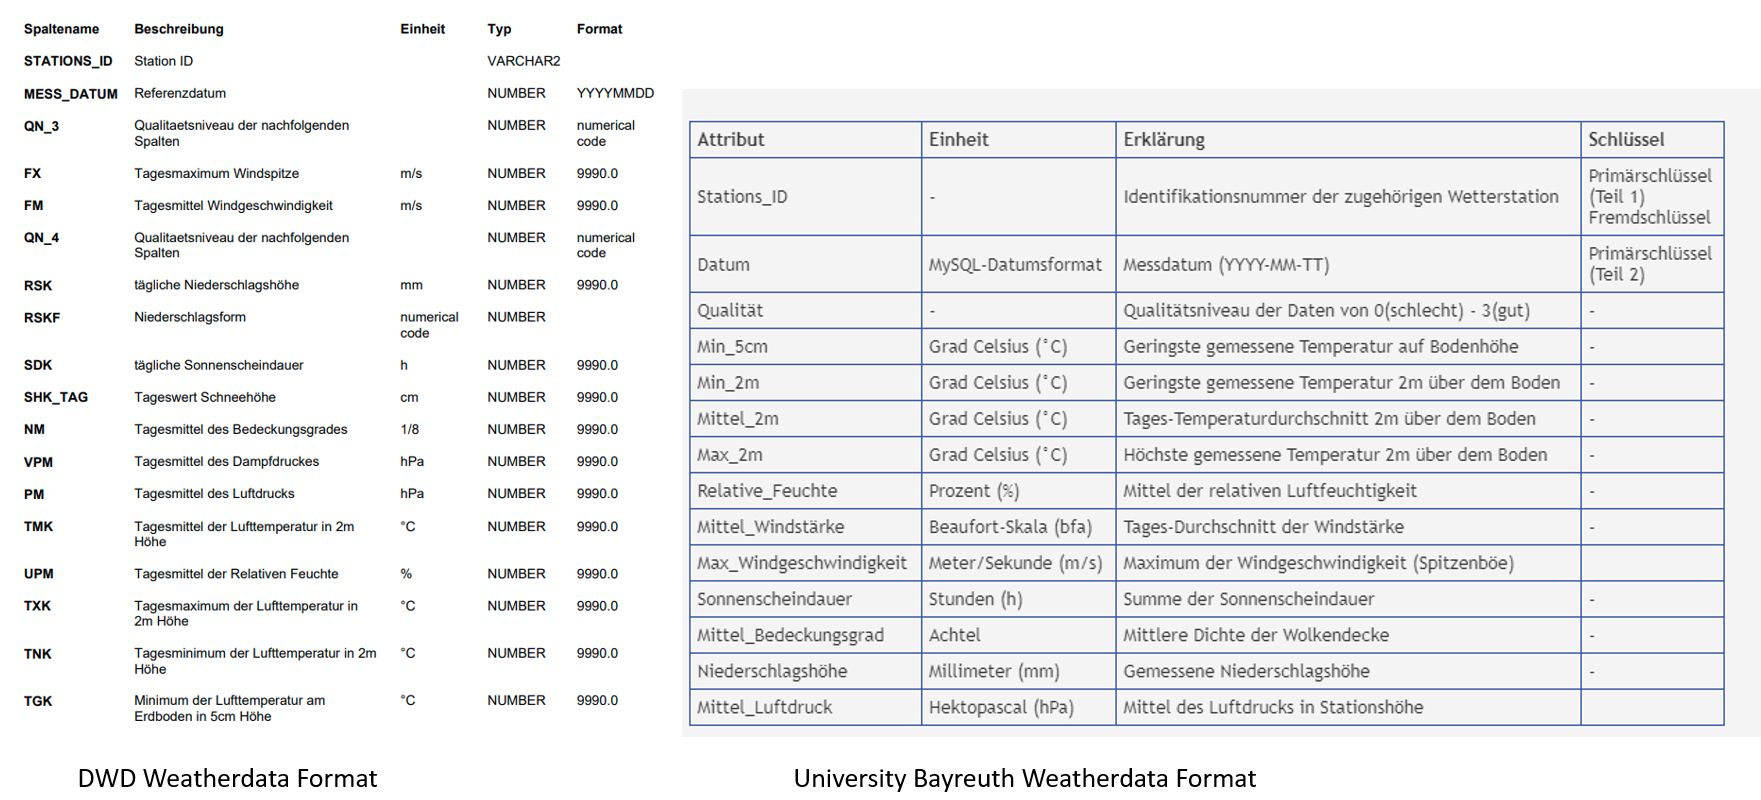 Spaltename Beschreibung Einheit Typ Format
STATIONS_ID Station ID VARCHAR2
MESS_DATUM Referenzdatum NUMBER YYYYMMDD
QN_3 Qualitaetsniveau der nachfolgenden NUMBER numerical
Spalten code
FX Tagesmaximum Windspitze m/s NUMBER 9990.0
FM Tagesmittel Windgeschwindigkeit m/s NUMBER 9990.0
QN_4 Qualitaetsniveau der nachfolgenden NUMBER numerical
Spalten code
RSK tägliche Niederschlagshöhe mm NUMBER 9990.0
RSKF Niederschlagsform numerical NUMBER
code
SDK tägliche Sonnenscheindauer h NUMBER 9990.0
SHK_TAG Tageswert Schneehöhe cm NUMBER 9990.0
NM Tagesmittel des Bedeckungsgrades 1/8 NUMBER 9990.0
VPM Tagesmittel des Dampfdruckes hPa NUMBER 9990.0
PM Tagesmittel des Luftdrucks hPa NUMBER 9990.0
TMK Tagesmittel der Lufttemperatur in 2m °C NUMBER 9990.0
Höhe
UPM Tagesmittel der Relativen Feuchte % NUMBER 9990.0
TXK Tagesmaximum der Lufttemperatur in °C NUMBER 9990.0
2m Höhe
TNK Tagesminimum der Lufttemperatur in 2m °C NUMBER 9990.0
Höhe
TGK Minimum der Lufttemperatur am °C NUMBER 9990.0
Erdboden in 5cm Höhe
DWD Weatherdata Format
Attribut Einheit Erklärung Schlüssel
Primärschlüssel
Stations_ID - Identifikationsnummer der zugehörigen Wetterstation (Teil 1)
Fremdschlüssel
Datum MySQL-Datumsformat Messdatum (YYYY-MM-TT) Primärschlüssel
(Teil 2)
Qualität - Qualitätsniveau der Daten von 0(schlecht) - 3(gut) -
Min_5cm Grad Celsius (°C) Geringste gemessene Temperatur auf Bodenhöhe -
Min_2m Grad Celsius (°C) Geringste gemessene Temperatur 2m über dem Boden -
Mittel_2m Grad Celsius (°C) Tages-Temperaturdurchschnitt 2m über dem Boden -
Max_2m Grad Celsius (°C) Höchste gemessene Temperatur 2m über dem Boden -
Relative_Feuchte Prozent (%) Mittel der relativen Luftfeuchtigkeit -
Mittel_Windstärke Beaufort-Skala (bfa) Tages-Durchschnitt der Windstärke -
Max_Windgeschwindigkeit Meter/Sekunde (m/s) Maximum der Windgeschwindigkeit (Spitzenböe)
Sonnenscheindauer Stunden (h) Summe der Sonnenscheindauer -
Mittel_Bedeckungsgrad Achtel Mittlere Dichte der Wolkendecke -
Niederschlagshöhe Millimeter (mm) Gemessene Niederschlagshöhe -
Mittel_Luftdruck Hektopascal (hPa) Mittel des Luftdrucks in Stationshöhe
University Bayreuth Weatherdata Format